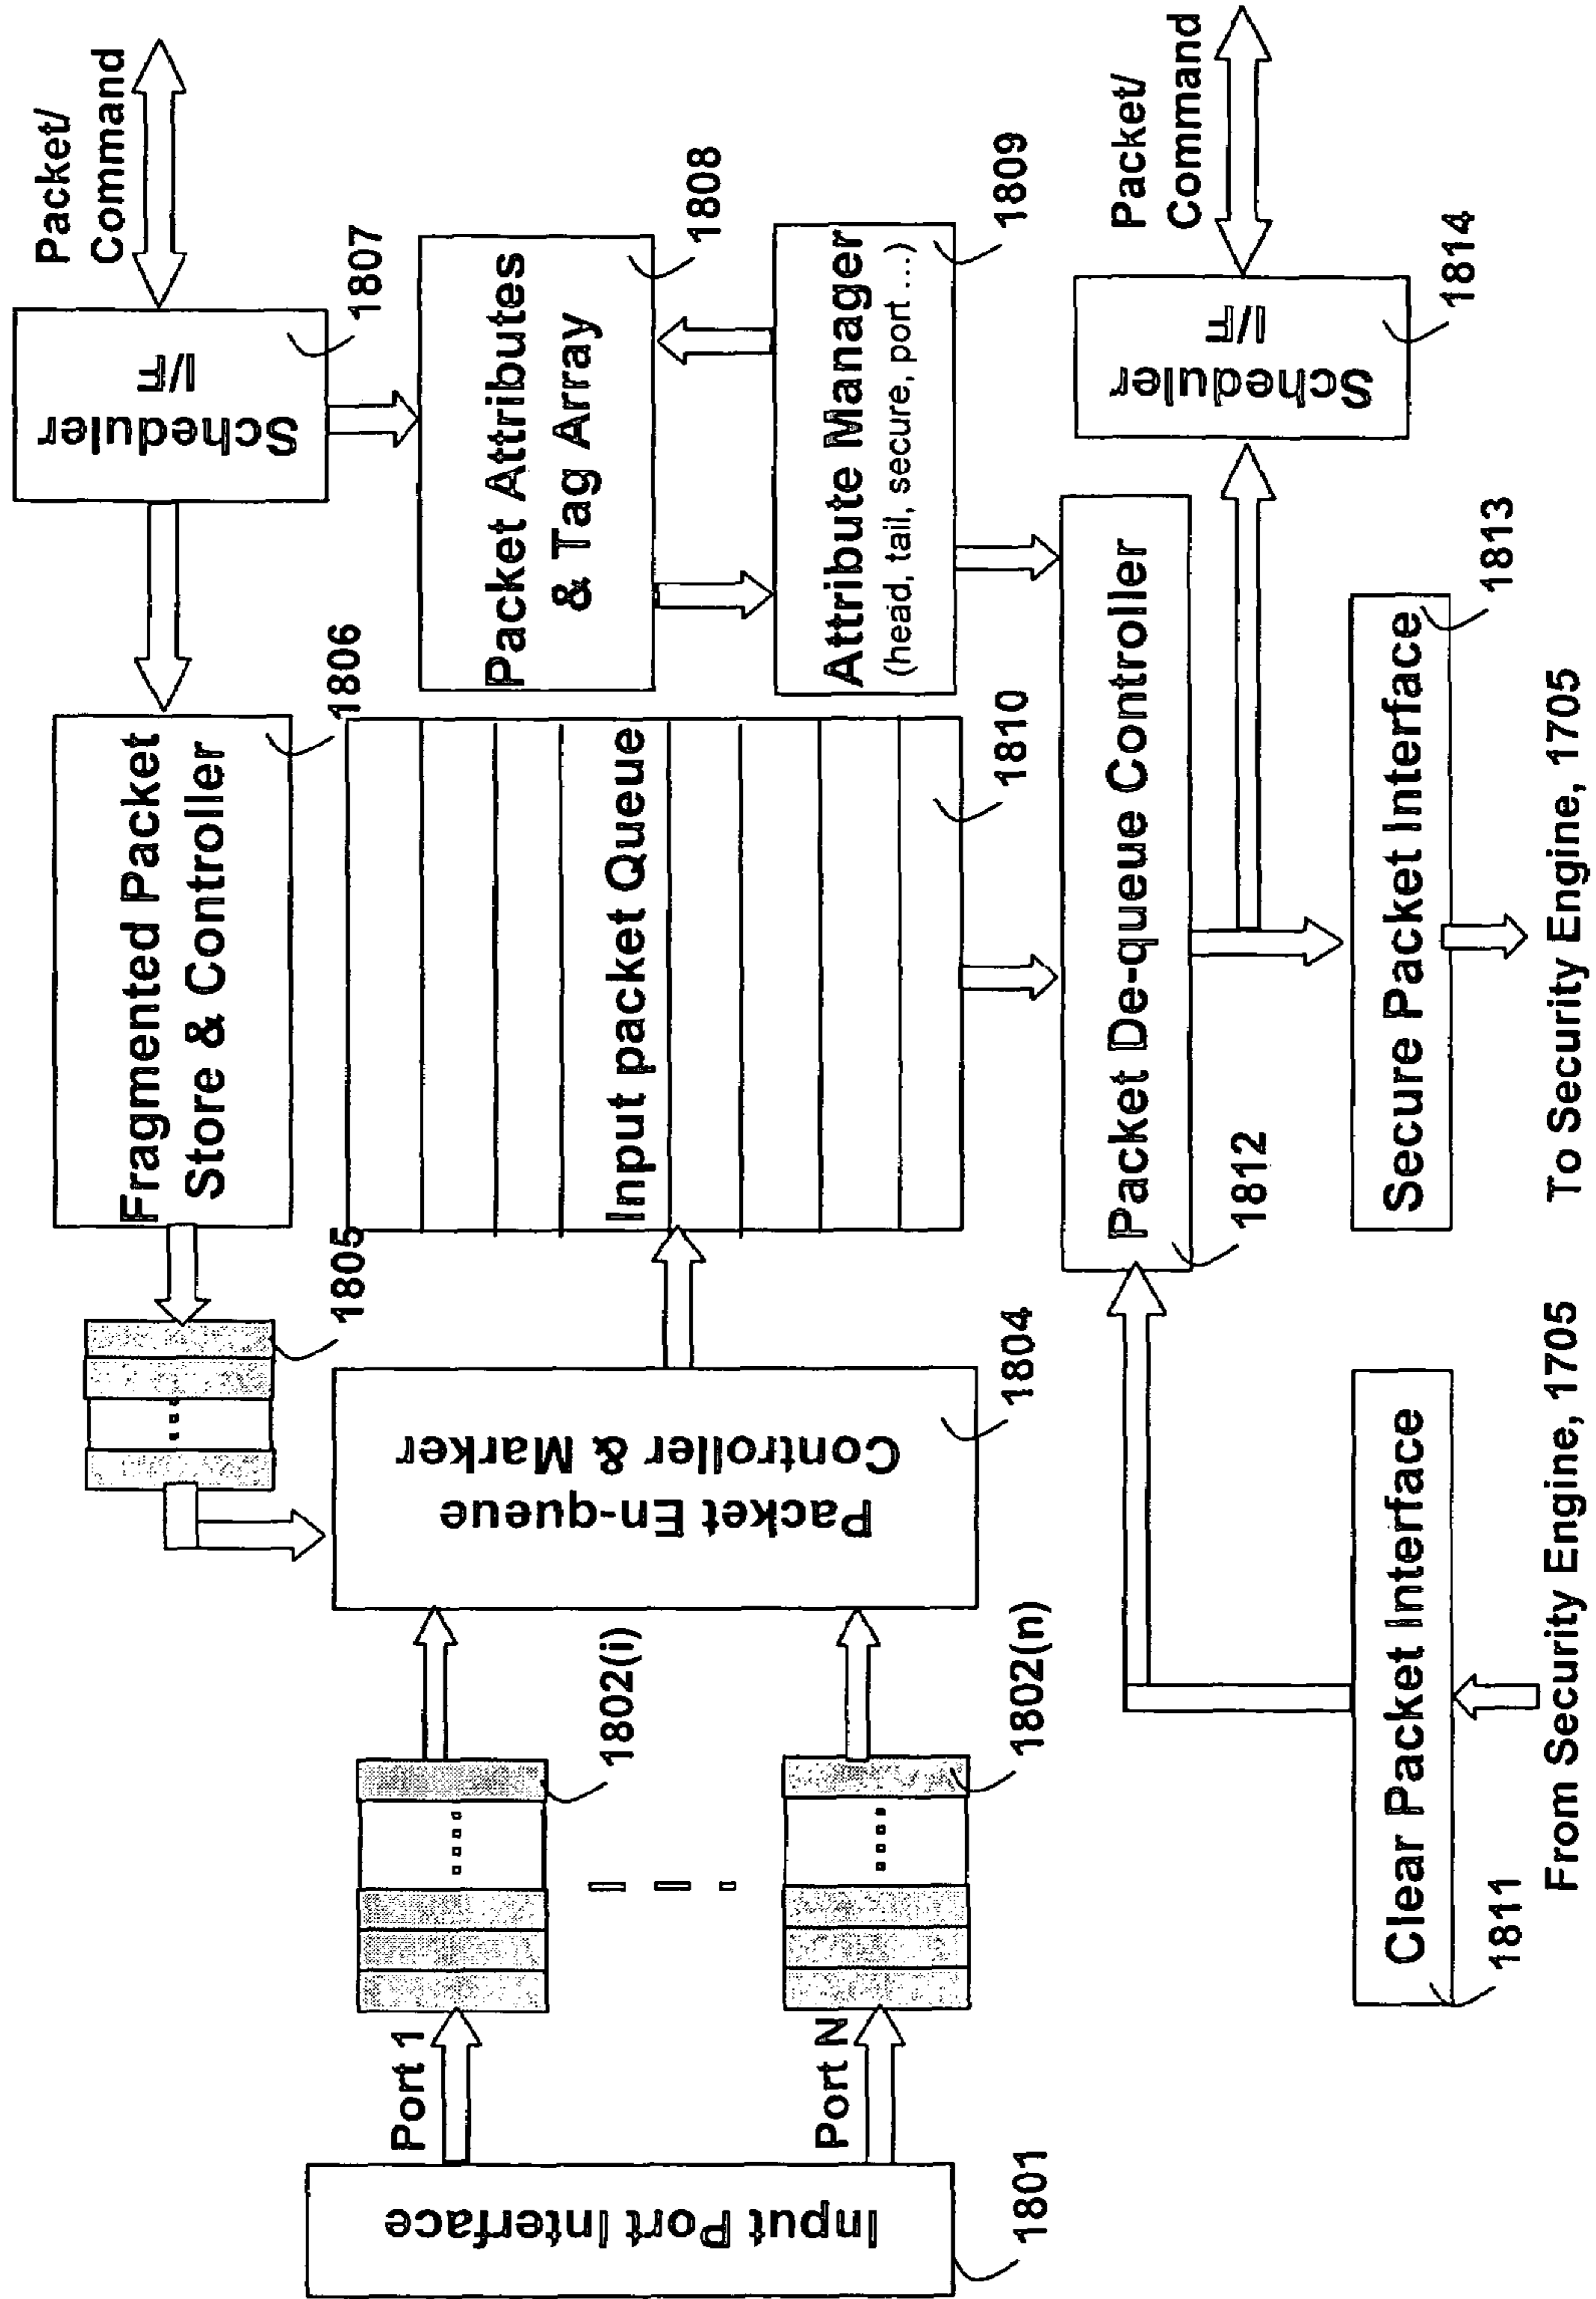 Packet/
Command
Scheduler
I/F
1807
Fragmented Packet
Store & Controller
1806
1805
Packet Attributes
& Tag Array
1808
Attribute Manager
(head, tail, secure, port...)
1809
Input packet Queue
1810
Packet En-queue
Controller & Marker
1804
Port 1
1802(i)
Port N
1802(n)
Input Port Interface
1801
Packet De-queue Controller
1812
Packet/
Command
Scheduler
I/F
1814
Secure Packet Interface
1813
To Security Engine, 1705
Clear Packet Interface
1811
From Security Engine, 1705